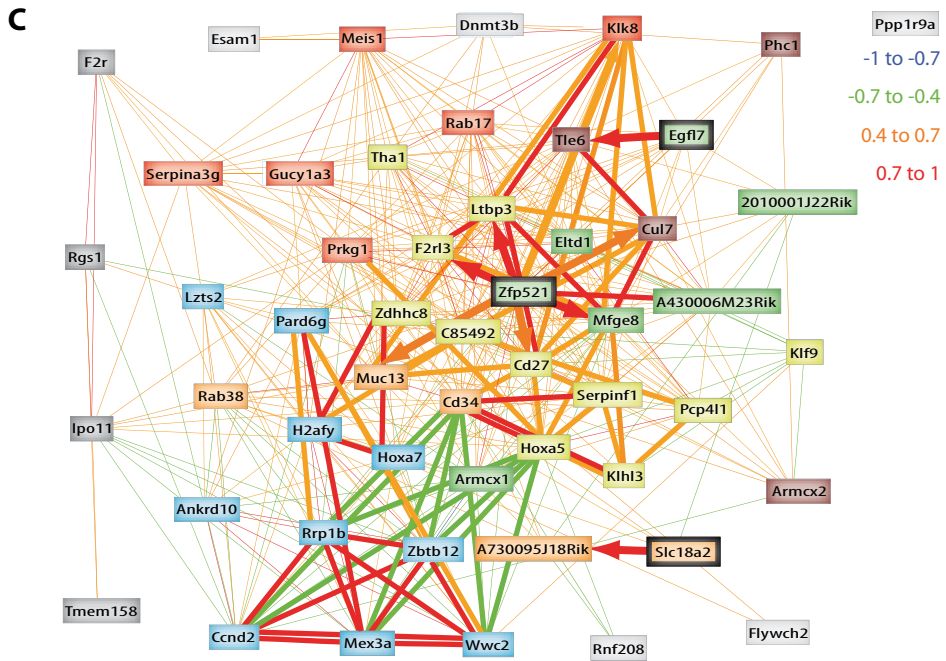 C
Esam1
Meis1
Dnmt3b
Klk8
Phc1
Ppp1r9a
F2r
-1 to -0.7
-0.7 to -0.4
0.4 to 0.7
0.7 to 1
Rab17
Tle6
Egfl7
Tha1
Serpina3g
Gucy1a3
2010001J22Rik
Ltbp3
Cul7
Eltd1
F2rl3
Prkg1
Rgs1
Lzts2
Zfp521
A430006M23Rik
Pard6g
Zdhhc8
Mfge8
C85492
Klf9
Cd27
Muc13
Rab38
Cd34
Serpinf1
Pcp4l1
Ipo11
H2afy
Hoxa7
Hoxa5
Armcx1
Klhl3
Armcx2
Ankrd10
Rrp1b
Zbtb12
A730095J18Rik
Slc18a2
Tmem158
Ccnd2
Mex3a
Wwc2
Rnf208
Flywch2